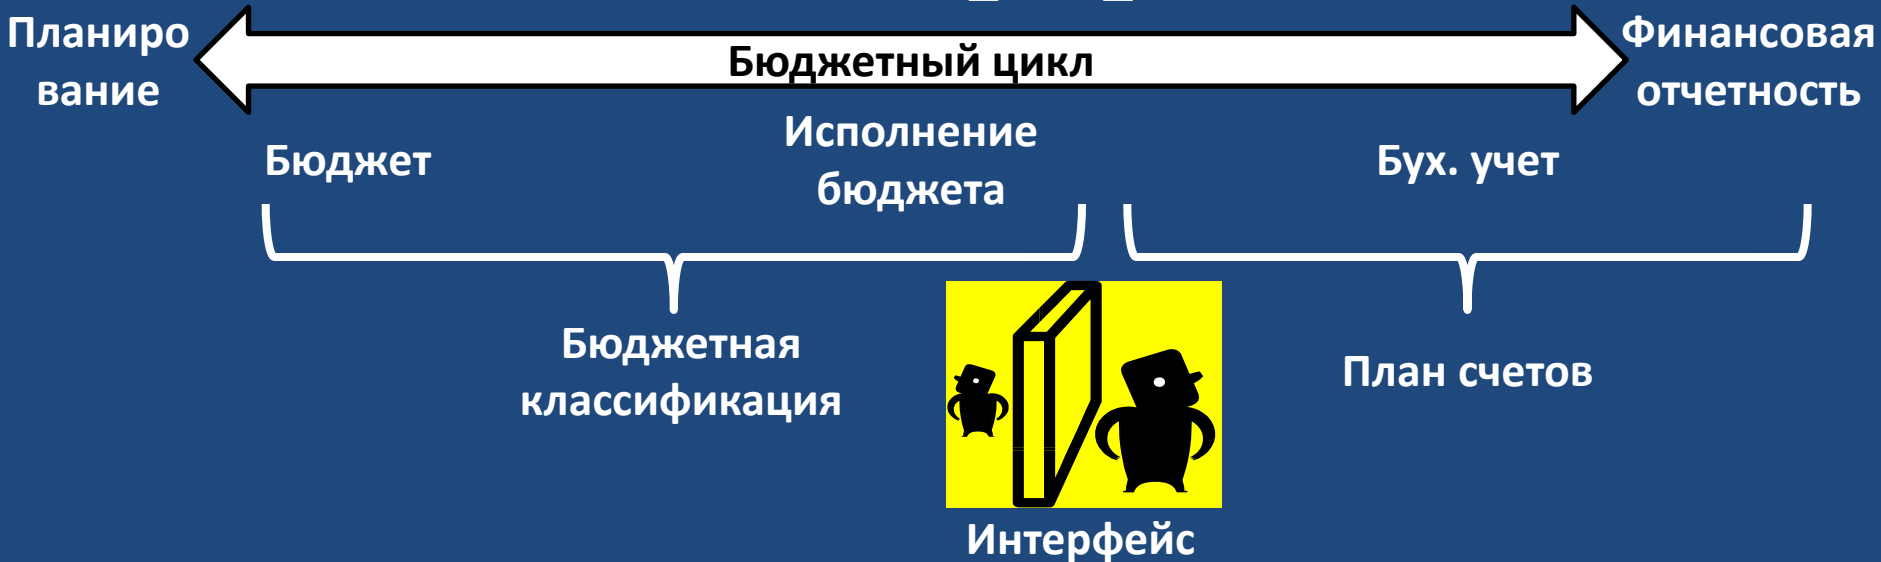 Планиро
вание
Бюджетный цикл
Финансовая
отчетность
Бюджет
Исполнение
бюджета
Бух. учет
Бюджетная
классификация
План счетов
Интерфейс